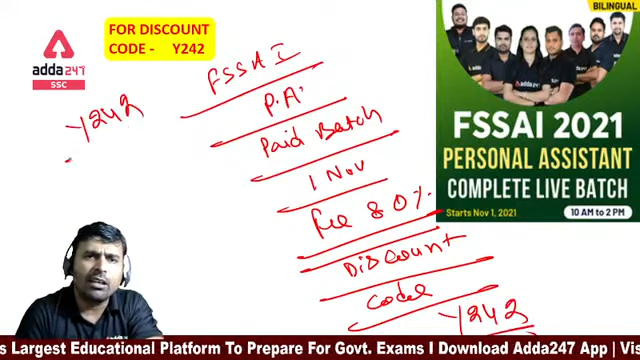 FOR DISCOUNT
CODE - Y242
adda247
SSC
Y242
FSSAI
P.A.
Paid Batch
1 Nov
Fee 80%
Discount
Code
Y242
BILINGUAL
FSSAI 2021
PERSONAL ASSISTANT
COMPLETE LIVE BATCH
Starts Nov 1, 2021
10 AM to 2 PM
's Largest Educational Platform To Prepare For Govt. Exams I Download Adda247 App | Vis